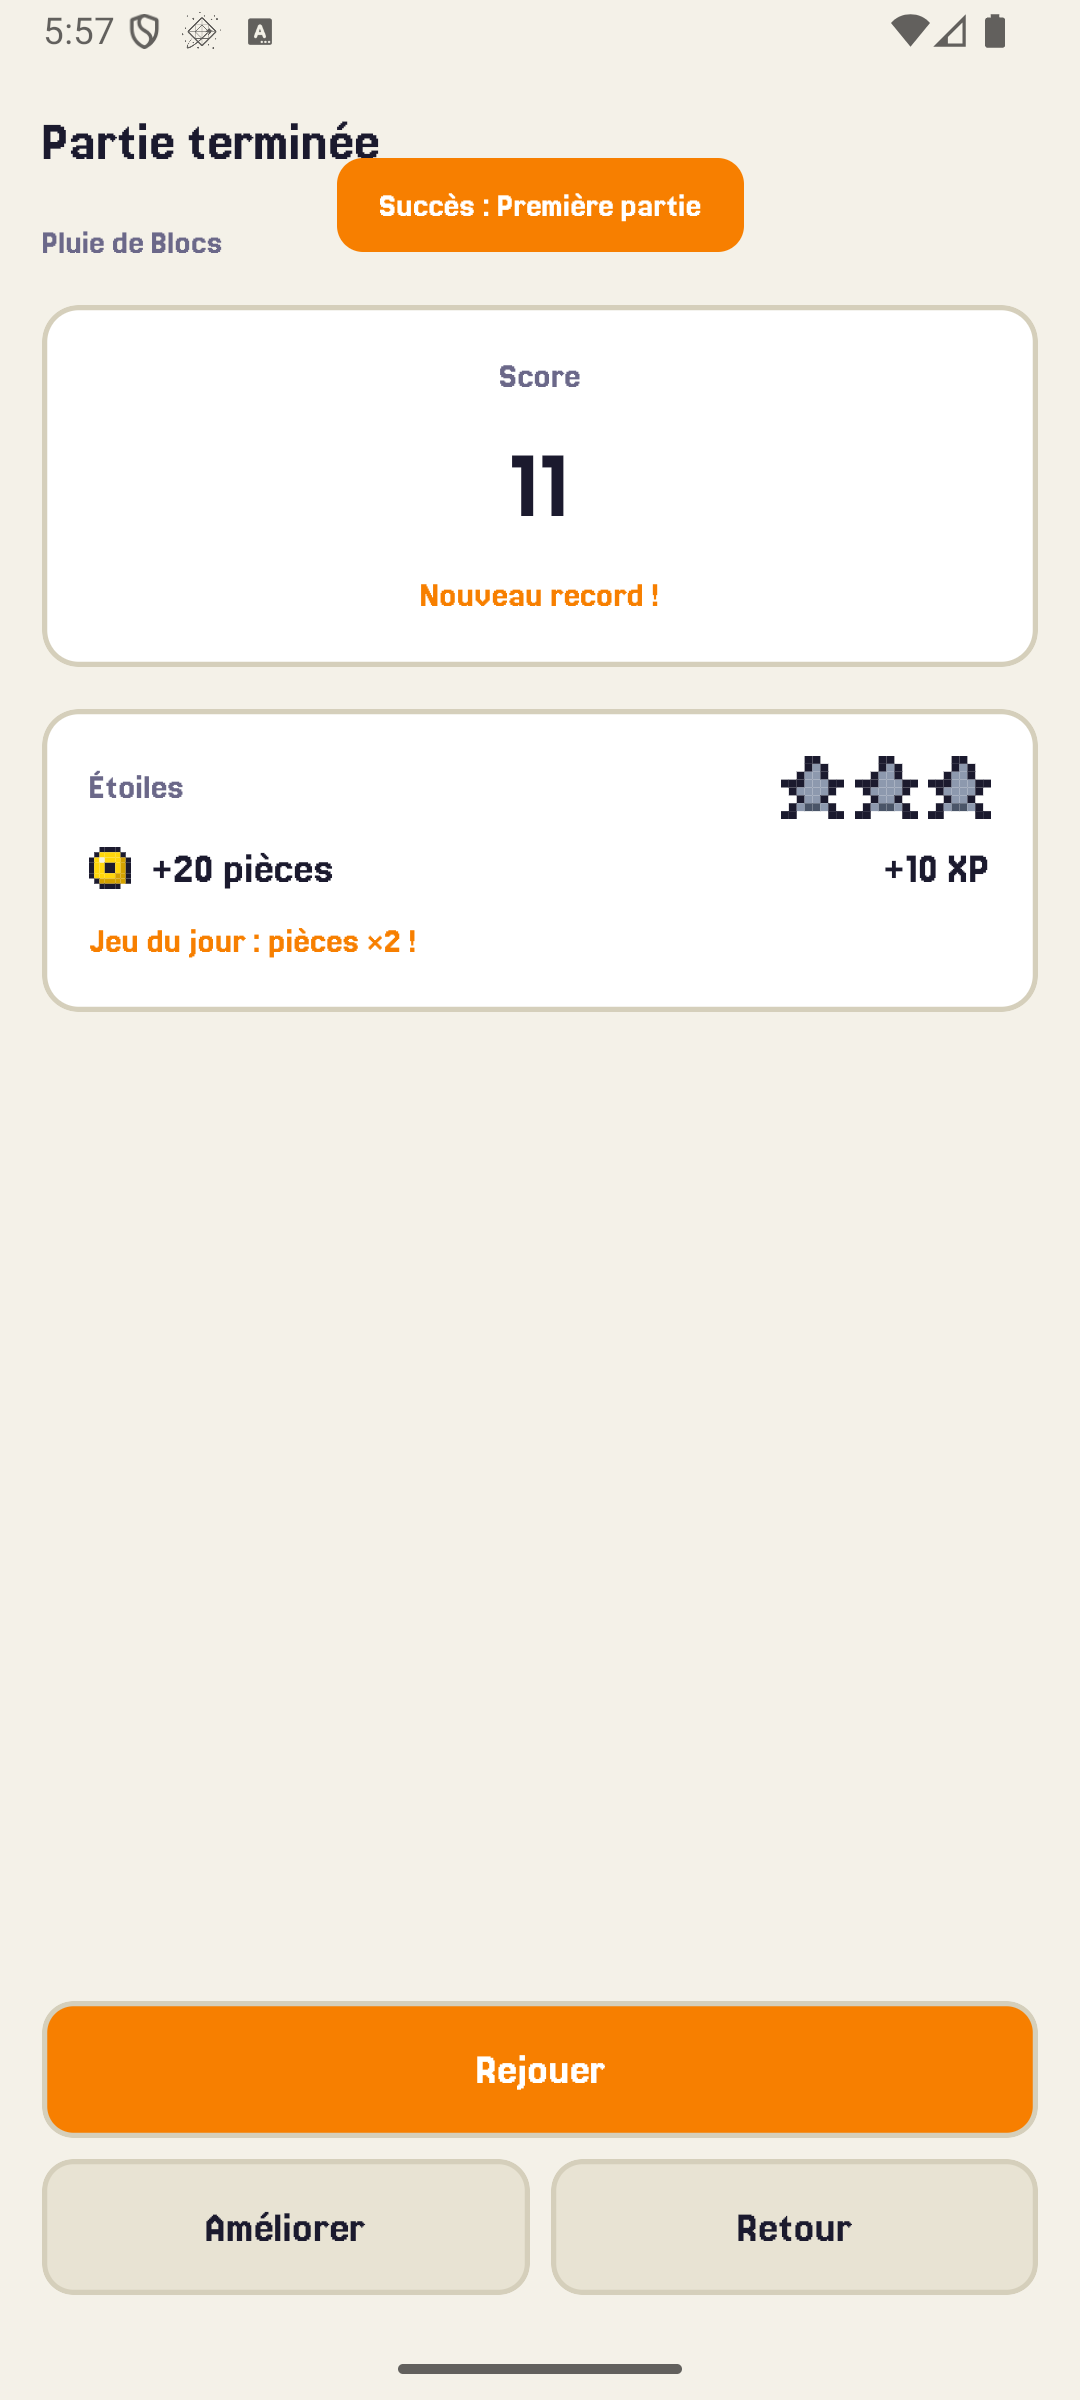 5:57
Partie terminée
Succès : Première partie
Pluie de Blocs
Score
11
Nouveau record !
Étoiles
+20 pièces
+10 XP
Jeu du jour : pièces ×2 !
Rejouer
Améliorer
Retour